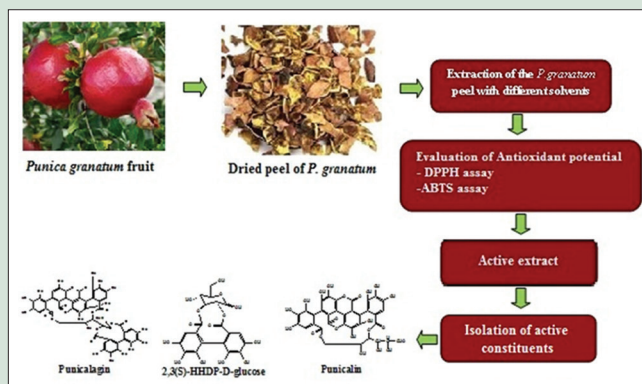 Punica granatum fruit
Dried peel of P. granatum
Extraction of the P.granatum
peel with different solvents
Evaluation of Antioxidant potential
- DPPH assay
-ABTS assay
Active extract
Isolation of active
constituents
Punicalagin
2,3(S)-HHDP-D-glucose
Punicalin